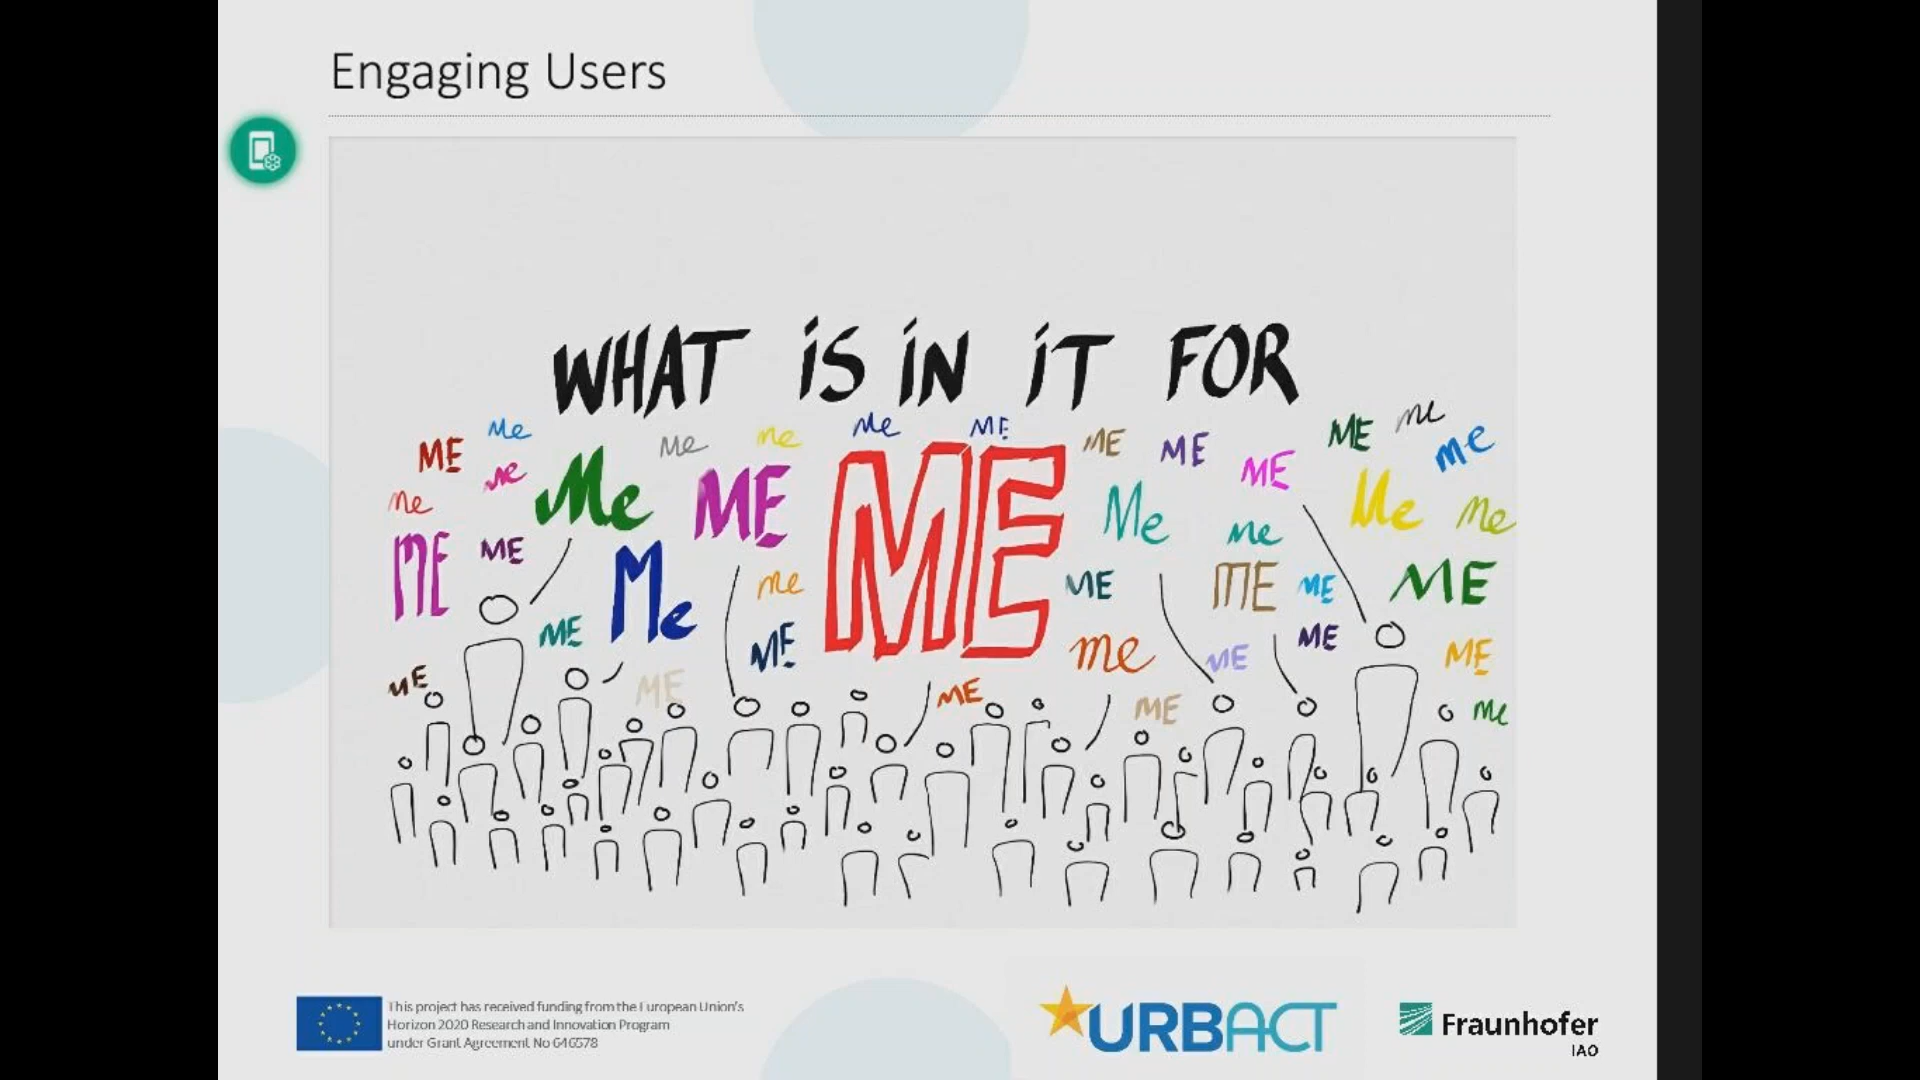 Engaging Users
WHAT iS iN iT FOR
ME Me Me Me Me ME ME ME ME me me
me me Me ME ME ME Me ME Me me
ME ME Me me ME Me ME ME ME
ME ME me ME ME ME
ME ME ME ME me
This project has received funding from the European Union's
Horizon 2020 Research and Innovation Program
under Grant Agreement No 646578
URBACT
Fraunhofer
IAO